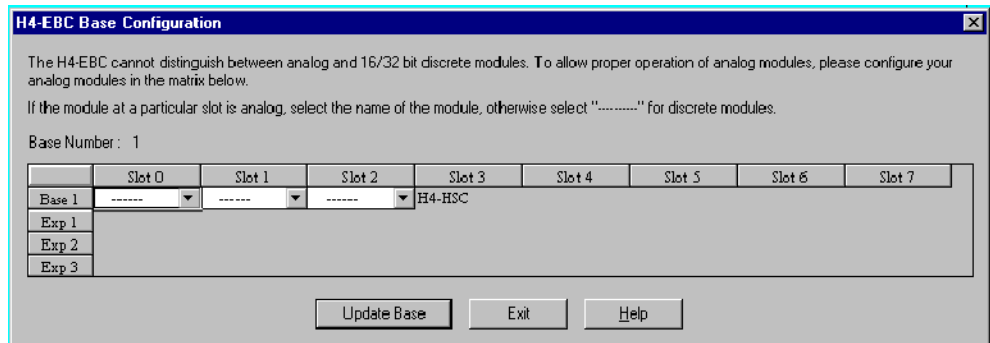 H4-EBC Base Configuration
The H4-EBC cannot distinguish between analog and 16/32 bit discrete modules. To allow proper operation of analog modules, please configure your
analog modules in the matrix below.
If the module at a particular slot is analog, select the name of the module, otherwise select "----------" for discrete modules.
Base Number : 1
Slot 0 Slot 1 Slot 2 Slot 3 Slot 4 Slot 5 Slot 6 Slot 7
Base 1 ------ ------ ------ H4-HSC
Exp 1
Exp 2
Exp 3
Update Base Exit Help